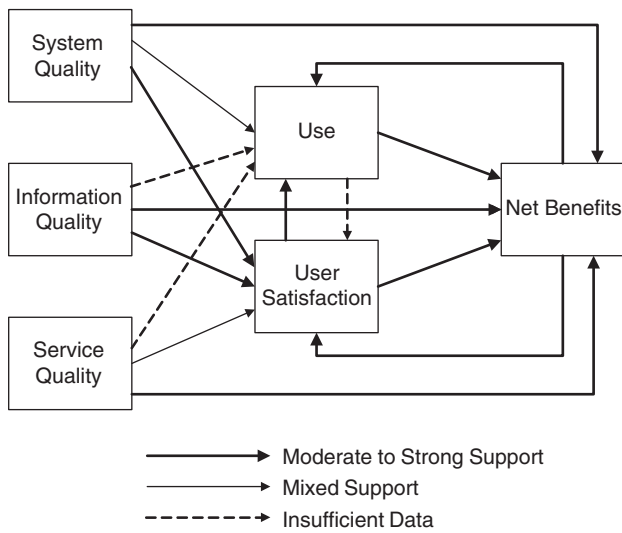 System
Quality
Use
Information
Quality
Net Benefits
User
Satisfaction
Service
Quality
Moderate to Strong Support
Mixed Support
Insufficient Data